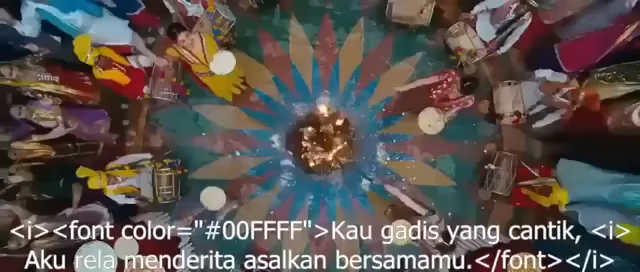 <i><font color="#00FFFF">Kau gadis yang cantik, <i>
Aku rela menderita asalkan bersamamu.</font></i>